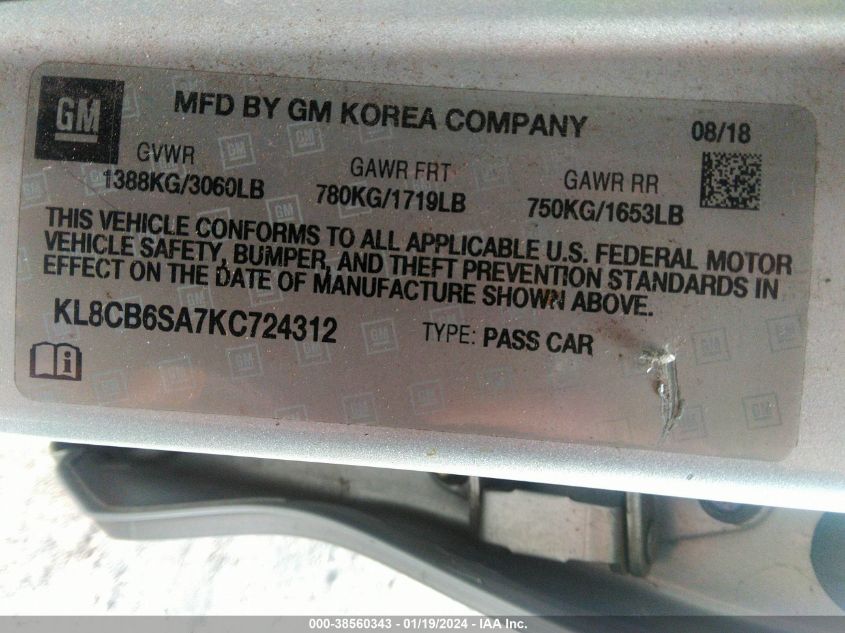 GM
MFD BY GM KOREA COMPANY
08/18
GVWR
1388KG/3060LB
GAWR FRT
780KG/1719LB
GAWR RR
750KG/1653LB
THIS VEHICLE CONFORMS TO ALL APPLICABLE U.S. FEDERAL MOTOR
VEHICLE SAFETY, BUMPER, AND THEFT PREVENTION STANDARDS IN
EFFECT ON THE DATE OF MANUFACTURE SHOWN ABOVE.
KL8CB6SA7KC724312
TYPE: PASS CAR
000-38560343 - 01/19/2024 - IAA Inc.